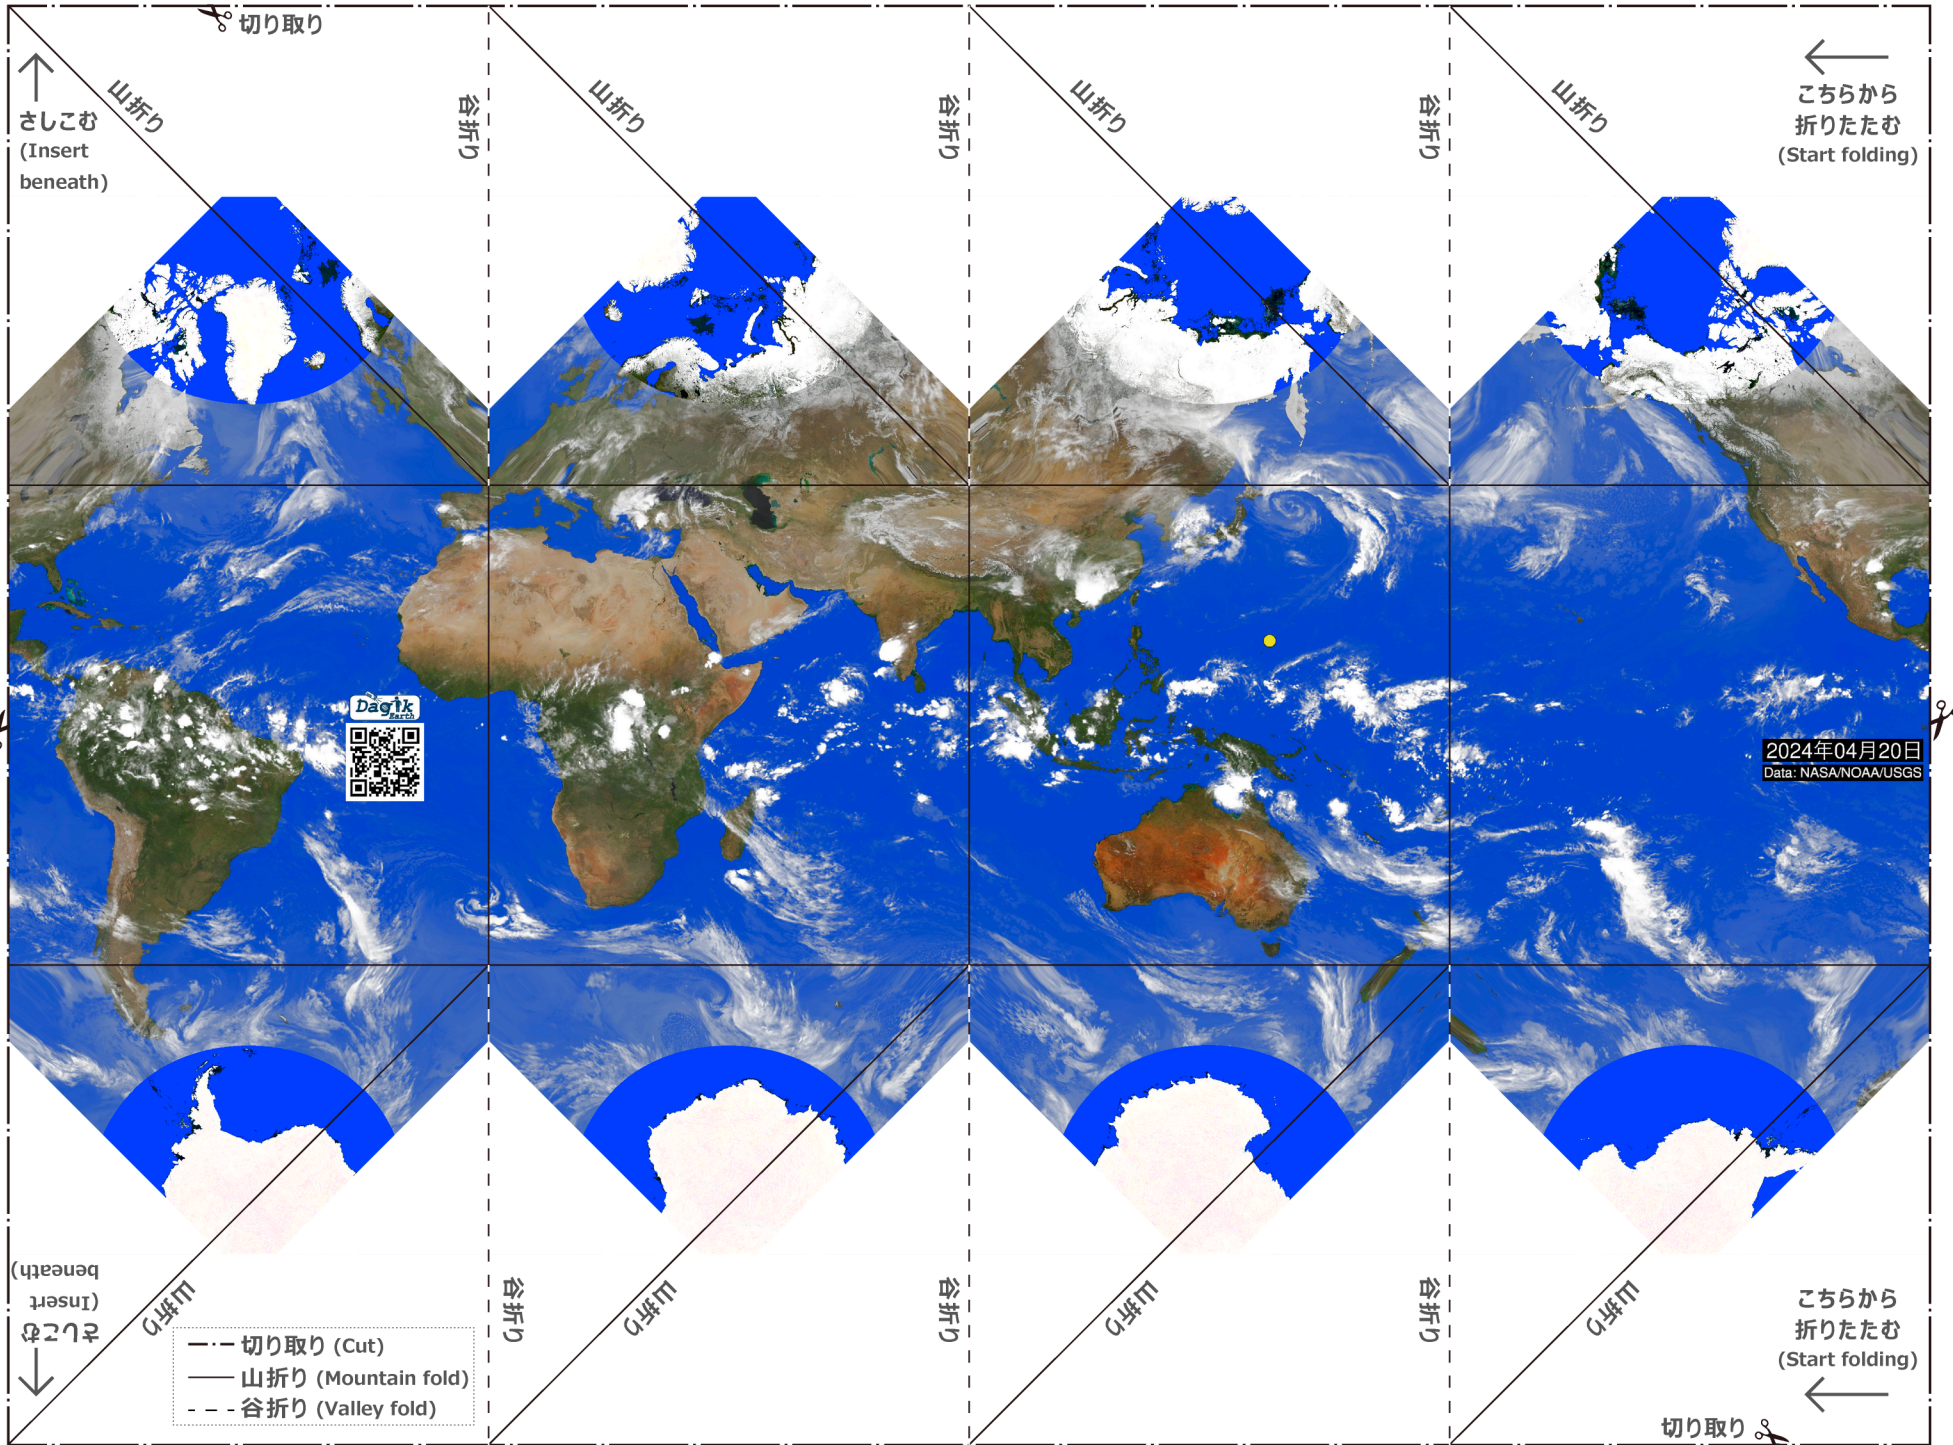 切り取り
山折り
谷折り
山折り
谷折り
山折り
谷折り
山折り
さしこむ
(Insert
beneath)
こちらから
折りたたむ
(Start folding)
Dagik
Earth
2024年04月20日
Data: NASA/NOAA/USGS
さしこむ
(Insert
beneath)
山折り
谷折り
山折り
谷折り
山折り
谷折り
山折り
こちらから
折りたたむ
(Start folding)
切り取り (Cut)
山折り (Mountain fold)
谷折り (Valley fold)
切り取り